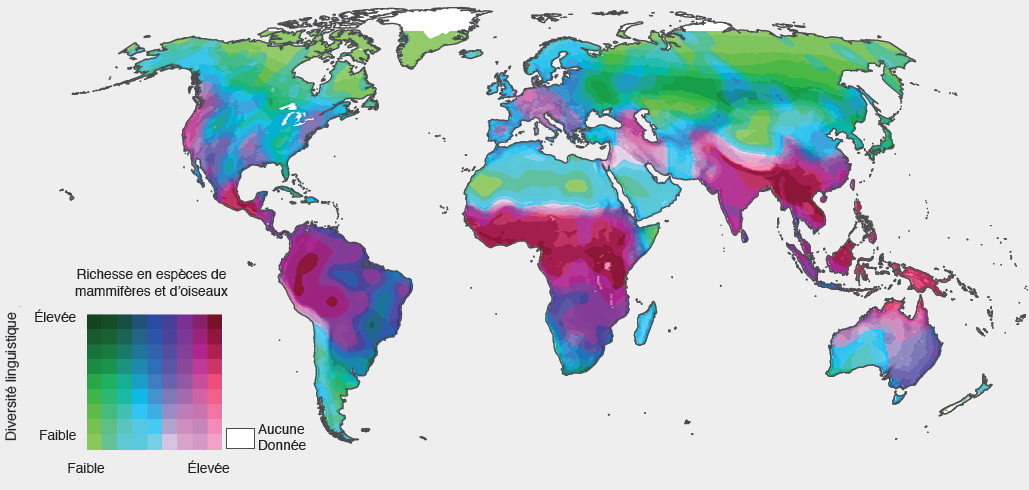 Richesse en espèces de
mammifères et d'oiseaux
Élevée
Diversité linguistique
Faible
Faible
Élevée
Aucune
Donnée